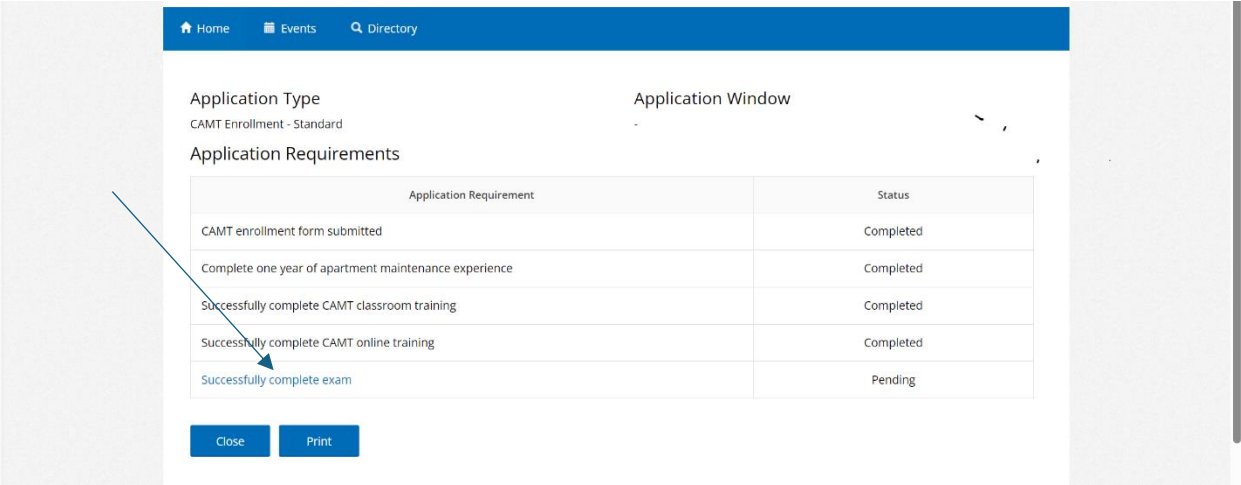 Home Events Directory
Application Type Application Window
CAMT Enrollment - Standard -
Application Requirements
Application Requirement Status
CAMT enrollment form submitted Completed
Complete one year of apartment maintenance experience Completed
Successfully complete CAMT classroom training Completed
Successfully complete CAMT online training Completed
Successfully complete exam Pending
Close Print